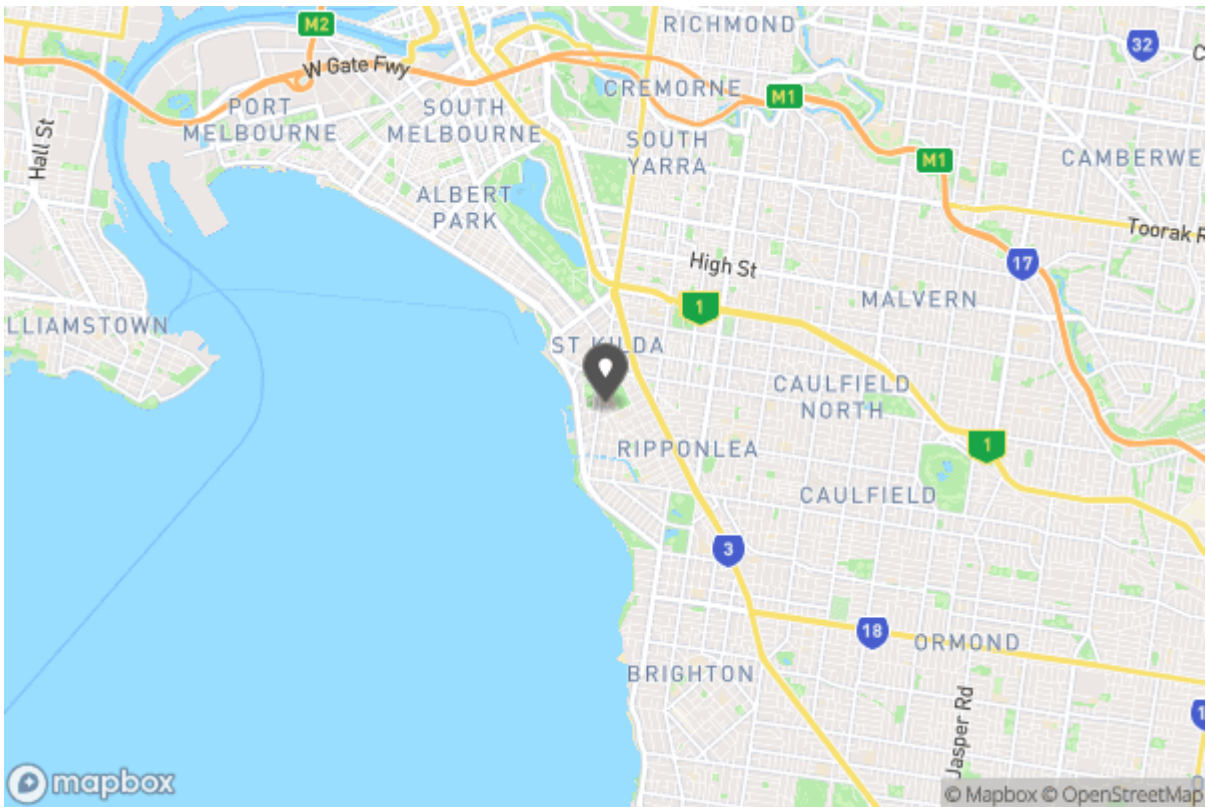 RICHMOND
M2
32
C
W Gate Fwy
CREMORNE
M1
PORT
MELBOURNE
SOUTH
MELBOURNE
SOUTH
YARRA
Hall St
M1
CAMBERWE
ALBERT
PARK
Toorak R
High St
17
MALVERN
1
LLIAMSTOWN
ST KILDA
CAULFIELD
NORTH
RIPPONLEA
1
CAULFIELD
3
18
ORMOND
BRIGHTON
Jasper Rd
1
mapbox
© Mapbox © OpenStreetMap